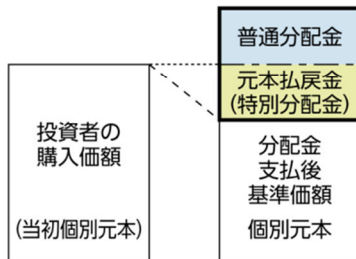 普通分配金
元本払戻金
(特別分配金)
投資者の
購入価額
(当初個別元本)
分配金
支払後
基準価額
個別元本